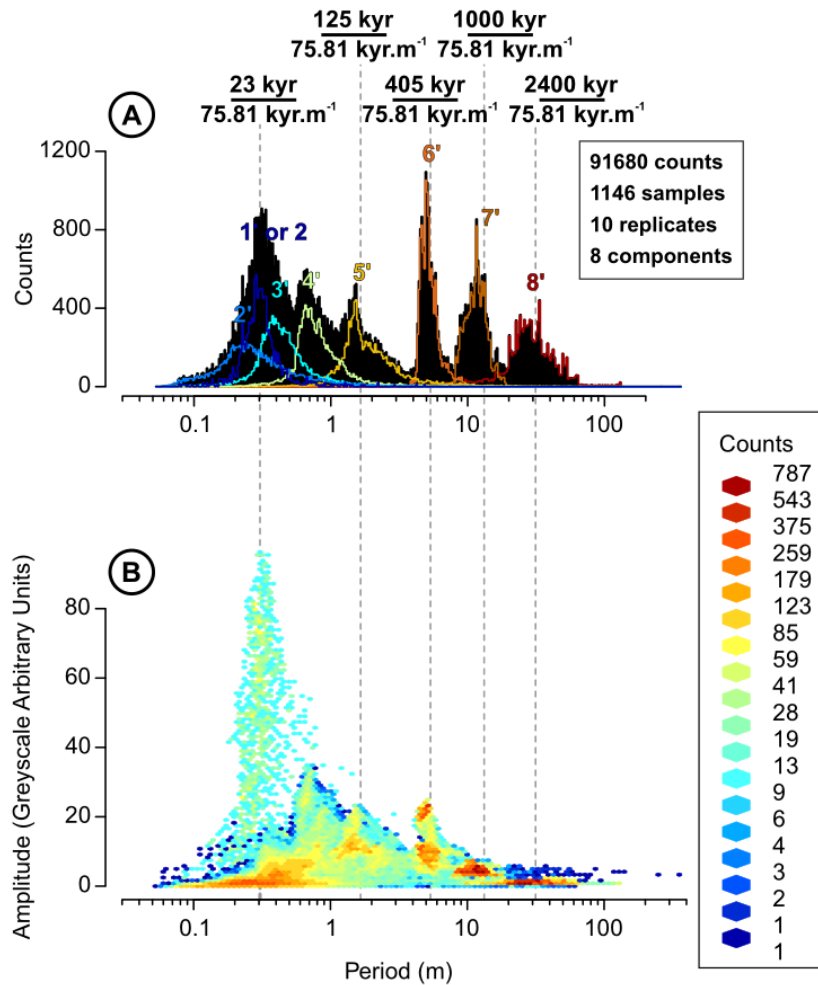 125 kyr
75.81 kyr.m-1
1000 kyr
75.81 kyr.m-1
23 kyr
75.81 kyr.m-1
405 kyr
75.81 kyr.m-1
2400 kyr
75.81 kyr.m-1
A
91680 counts
1146 samples
10 replicates
8 components
Counts
1200
800
400
0
1' or 2
2'
3'
4'
5'
6'
7'
8'
0.1
1
10
100
B
Amplitude (Greyscale Arbitrary Units)
80
60
40
20
0
0.1
1
10
100
Period (m)
Counts
787
543
375
259
179
123
85
59
41
28
19
13
9
6
4
3
2
1
1